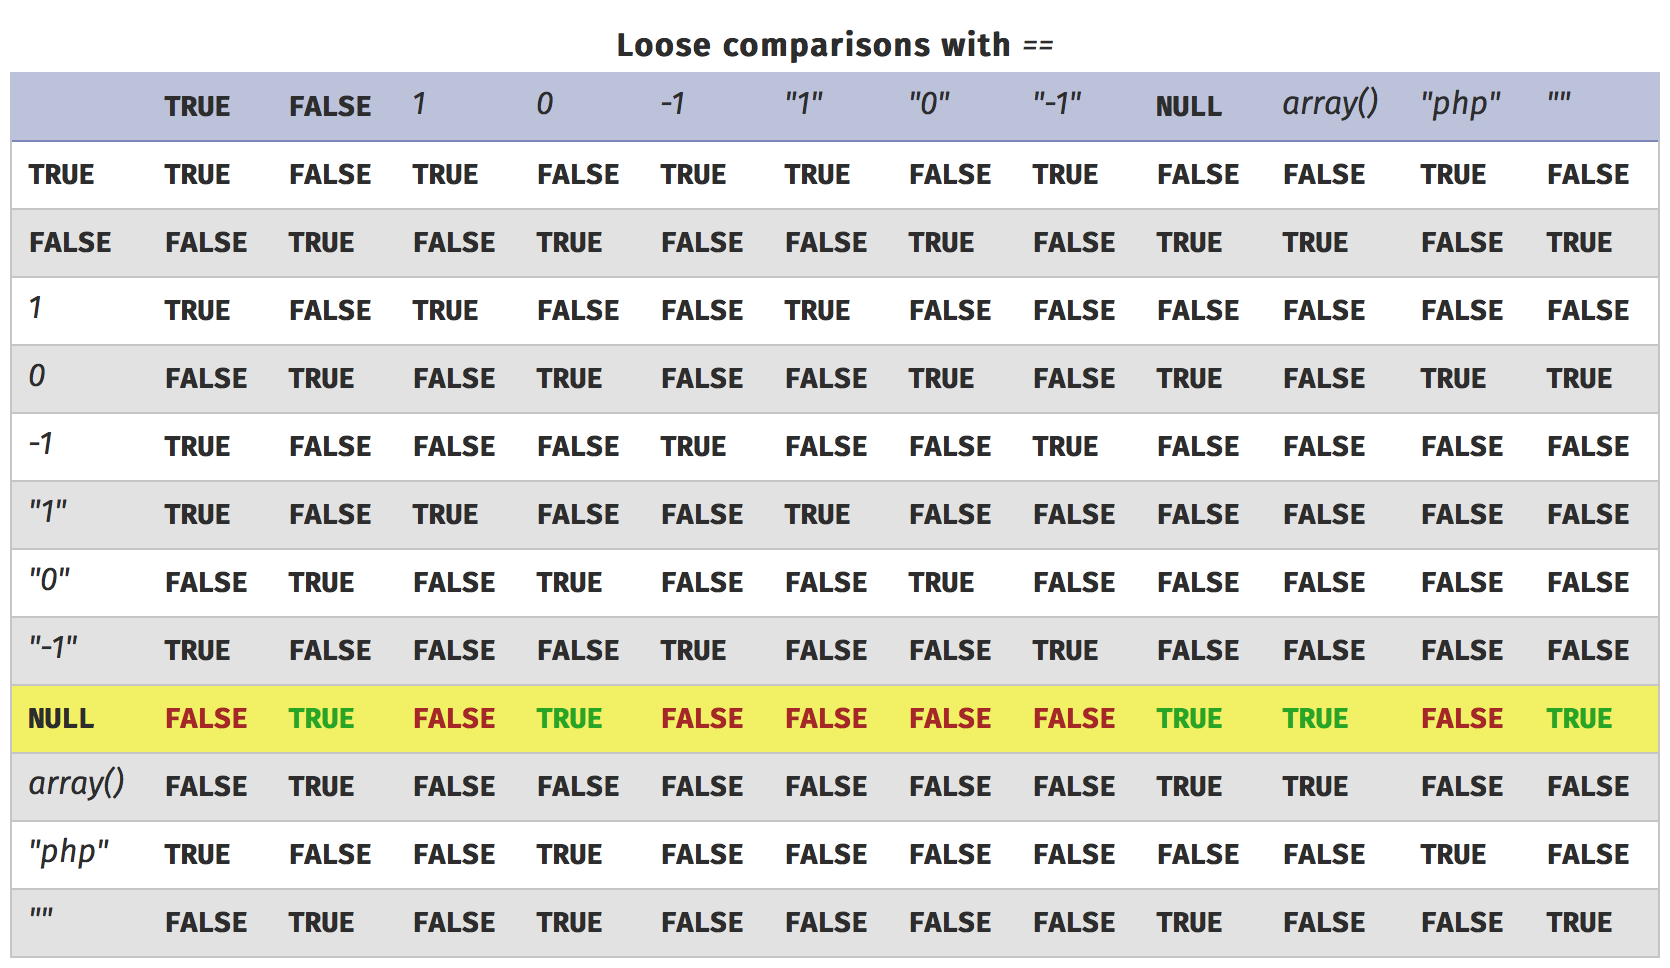 Loose comparisons with ==
TRUE FALSE 1 0 -1 "1" "0" "-1" NULL array() "php" ""
TRUE TRUE FALSE TRUE FALSE TRUE TRUE FALSE TRUE FALSE FALSE TRUE FALSE
FALSE FALSE TRUE FALSE TRUE FALSE FALSE TRUE FALSE TRUE TRUE FALSE TRUE
1 TRUE FALSE TRUE FALSE FALSE TRUE FALSE FALSE FALSE FALSE FALSE FALSE
0 FALSE TRUE FALSE TRUE FALSE FALSE TRUE FALSE TRUE FALSE TRUE TRUE
-1 TRUE FALSE FALSE FALSE TRUE FALSE FALSE TRUE FALSE FALSE FALSE FALSE
"1" TRUE FALSE TRUE FALSE FALSE TRUE FALSE FALSE FALSE FALSE FALSE FALSE
"0" FALSE TRUE FALSE TRUE FALSE FALSE TRUE FALSE FALSE FALSE FALSE FALSE
"-1" TRUE FALSE FALSE FALSE TRUE FALSE FALSE TRUE FALSE FALSE FALSE FALSE
NULL FALSE TRUE FALSE TRUE FALSE FALSE FALSE FALSE TRUE TRUE FALSE TRUE
array() FALSE TRUE FALSE FALSE FALSE FALSE FALSE FALSE TRUE TRUE FALSE FALSE
"php" TRUE FALSE FALSE TRUE FALSE FALSE FALSE FALSE FALSE FALSE TRUE FALSE
"" FALSE TRUE FALSE TRUE FALSE FALSE FALSE FALSE TRUE FALSE FALSE TRUE